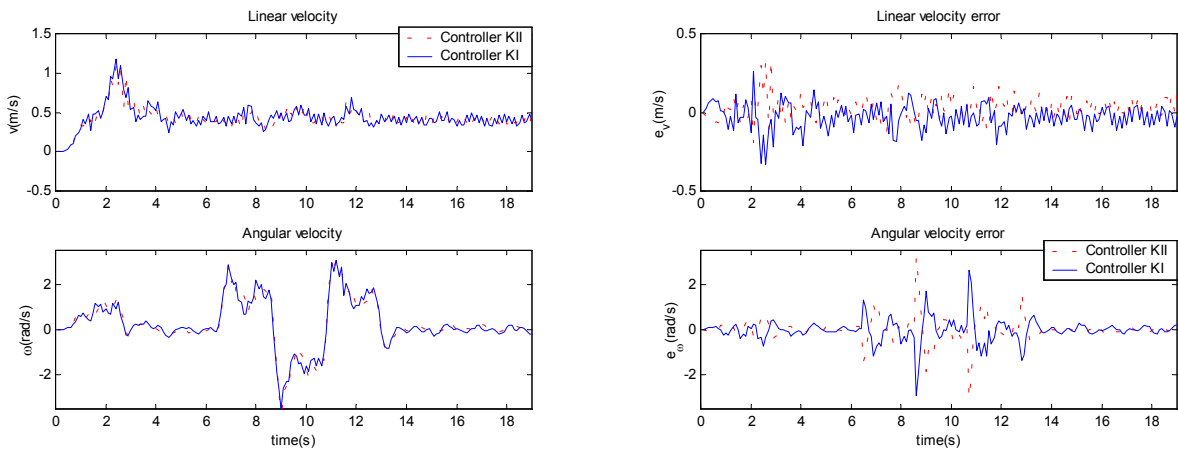 Linear velocity
1.5
1
0.5
0
-0.5
v(m/s)
Controller KII
Controller KI
0 2 4 6 8 10 12 14 16 18
Angular velocity
2
0
-2
ω(rad/s)
0 2 4 6 8 10 12 14 16 18
time(s)
Linear velocity error
0.5
0
-0.5
e_v(m/s)
0 2 4 6 8 10 12 14 16 18
Angular velocity error
Controller KII
Controller KI
2
0
-2
e_ω(rad/s)
0 2 4 6 8 10 12 14 16 18
time(s)